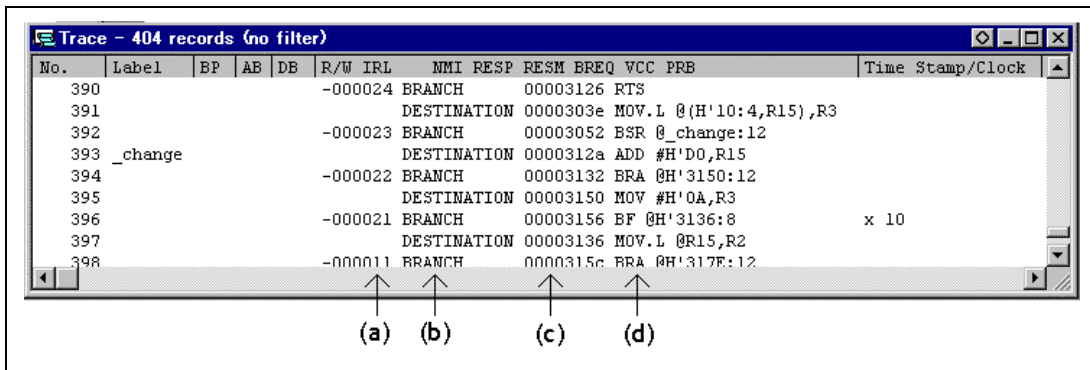 Trace - 404 records (no filter)
No. Label BP AB DB R/W IRL NMI RESP RESM BREQ VCC PRB Time Stamp/Clock
390 -000024 BRANCH 00003126 RTS
391 DESTINATION 0000303e MOV.L @(H'10:4,R15),R3
392 -000023 BRANCH 00003052 BSR @_change:12
393 _change DESTINATION 0000312a ADD #H'D0,R15
394 -000022 BRANCH 00003132 BRA @H'3150:12
395 DESTINATION 00003150 MOV #H'0A,R3
396 -000021 BRANCH 00003156 BF @H'3136:8 x 10
397 DESTINATION 00003136 MOV.L @R15,R2
398 -000011 BRANCH 0000315c BRA @H'317E:12
(a) (b) (c) (d)